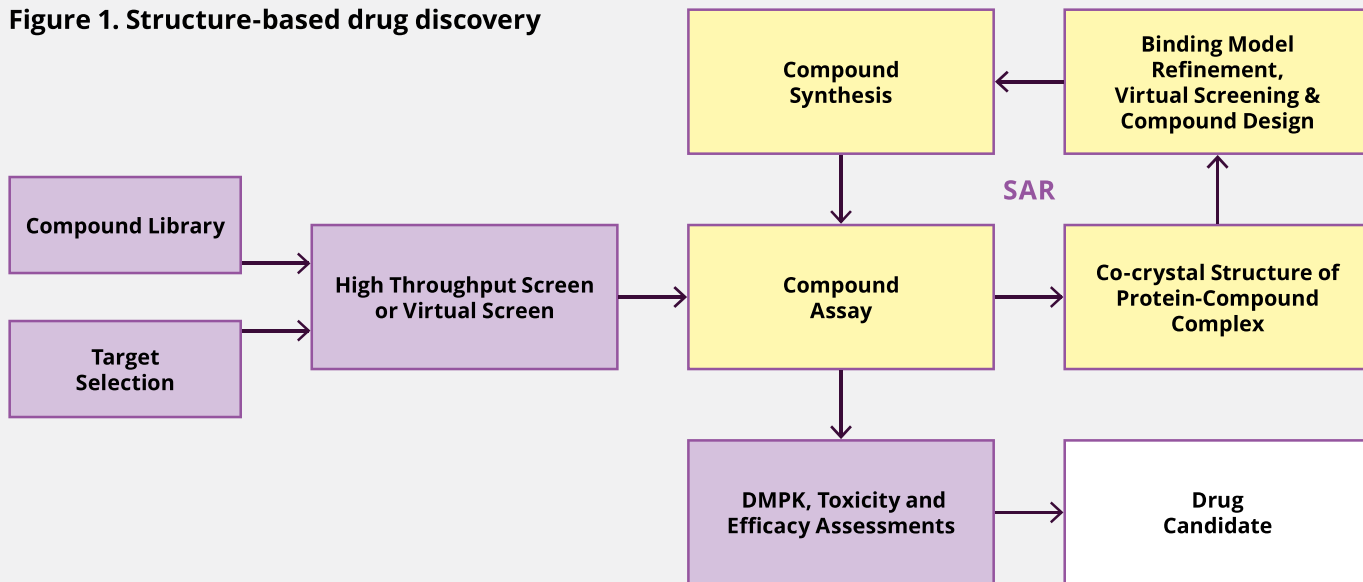 Figure 1. Structure-based drug discovery
Compound
Synthesis
Binding Model
Refinement,
Virtual Screening &
Compound Design
SAR
Compound Library
Target
Selection
High Throughput Screen
or Virtual Screen
Compound
Assay
Co-crystal Structure of
Protein-Compound
Complex
DMPK, Toxicity and
Efficacy Assessments
Drug
Candidate